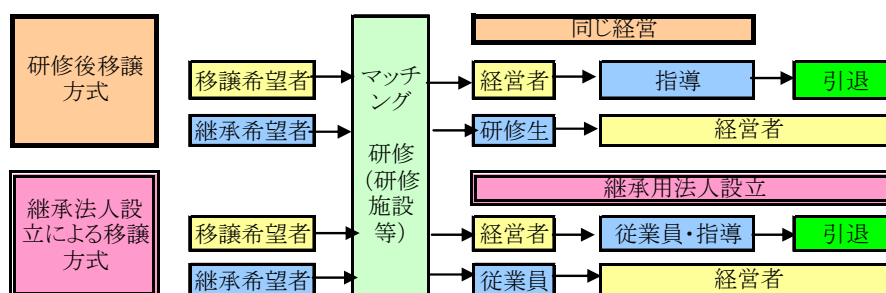 同じ経営
研修後移譲
方式
移譲希望者
マッチ
ング
経営者
指導
引退
継承希望者
研修生
経営者
研修
(研修
施設
等)
継承用法人設立
継承法人設
立による移譲
方式
移譲希望者
経営者
従業員・指導
引退
継承希望者
従業員
経営者